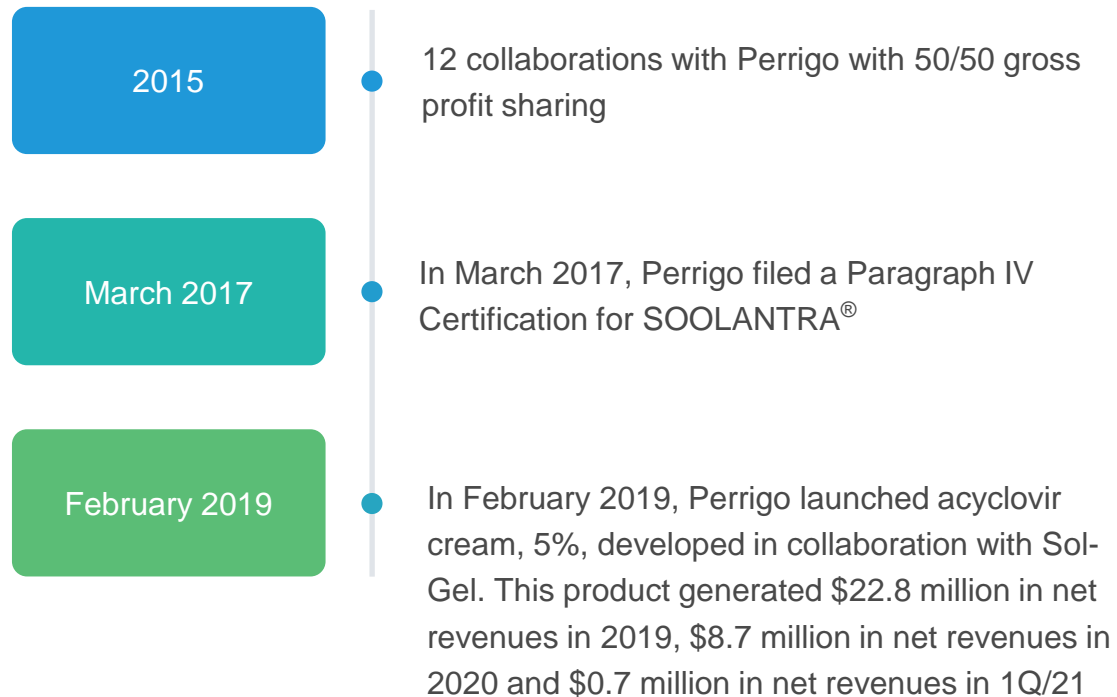 2015
12 collaborations with Perrigo with 50/50 gross
profit sharing
March 2017
In March 2017, Perrigo filed a Paragraph IV
Certification for SOOLANTRA®
February 2019
In February 2019, Perrigo launched acyclovir
cream, 5%, developed in collaboration with Sol-
Gel. This product generated $22.8 million in net
revenues in 2019, $8.7 million in net revenues in
2020 and $0.7 million in net revenues in 1Q/21